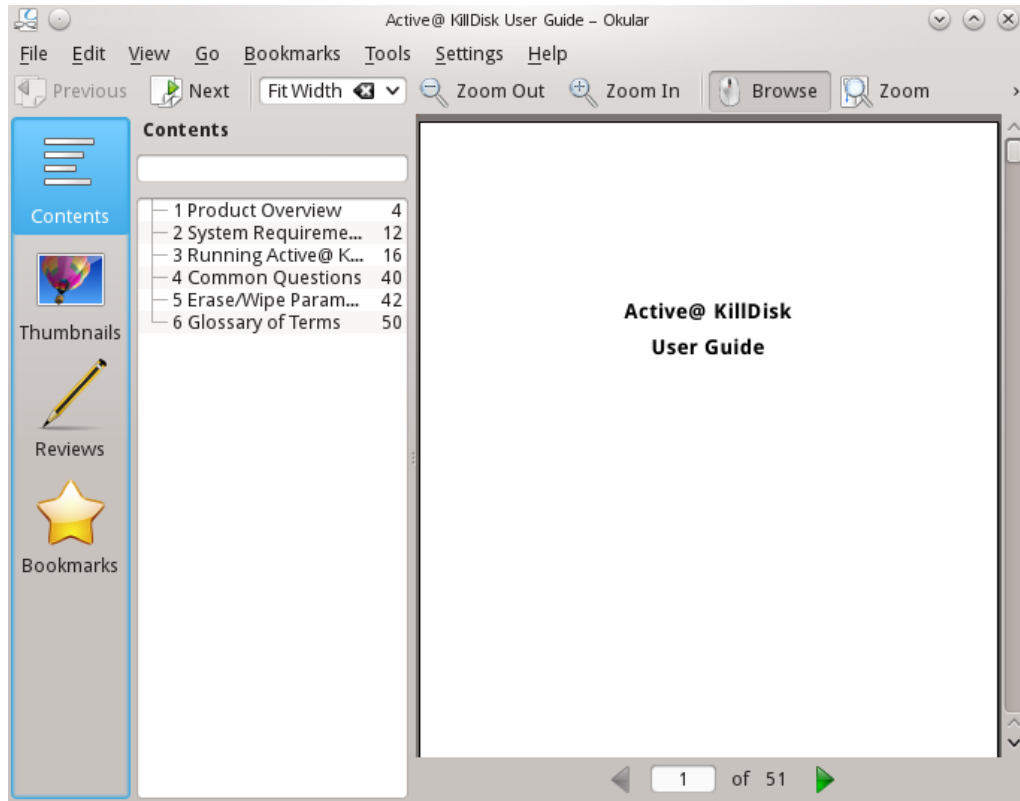 Active@ KillDisk User Guide – Okular
File Edit View Go Bookmarks Tools Settings Help
Previous Next Fit Width Zoom Out Zoom In Browse Zoom
Contents
Thumbnails
Reviews
Bookmarks
Contents
1 Product Overview 4
2 System Requireme... 12
3 Running Active@ K... 16
4 Common Questions 40
5 Erase/Wipe Param... 42
6 Glossary of Terms 50
Active@ KillDisk
User Guide
1 of 51